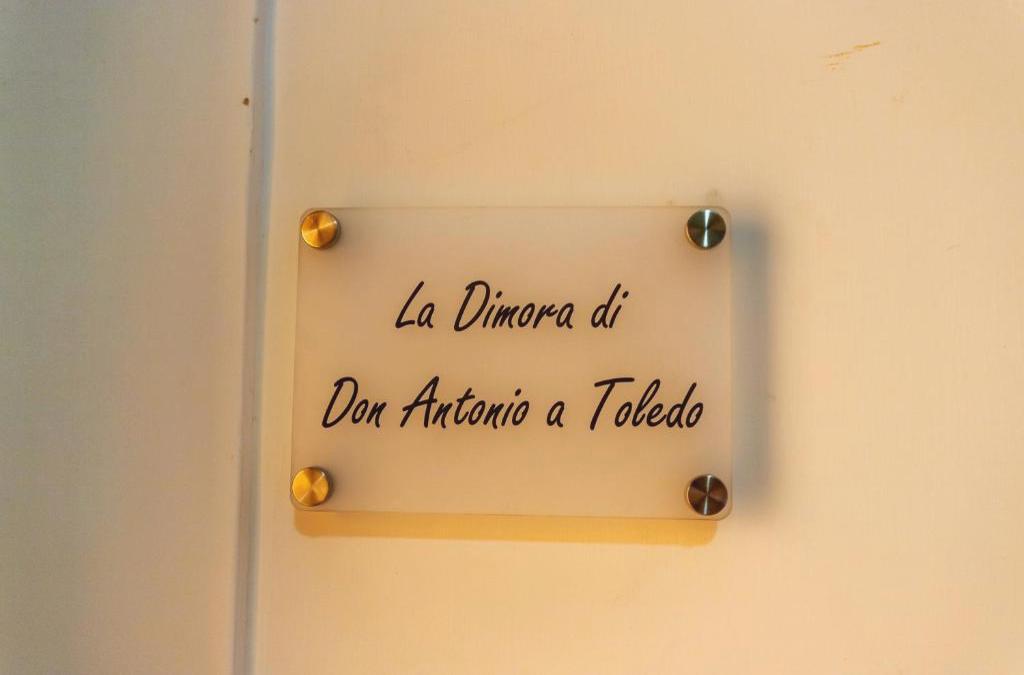 La Dimora di
Don Antonio a Toledo